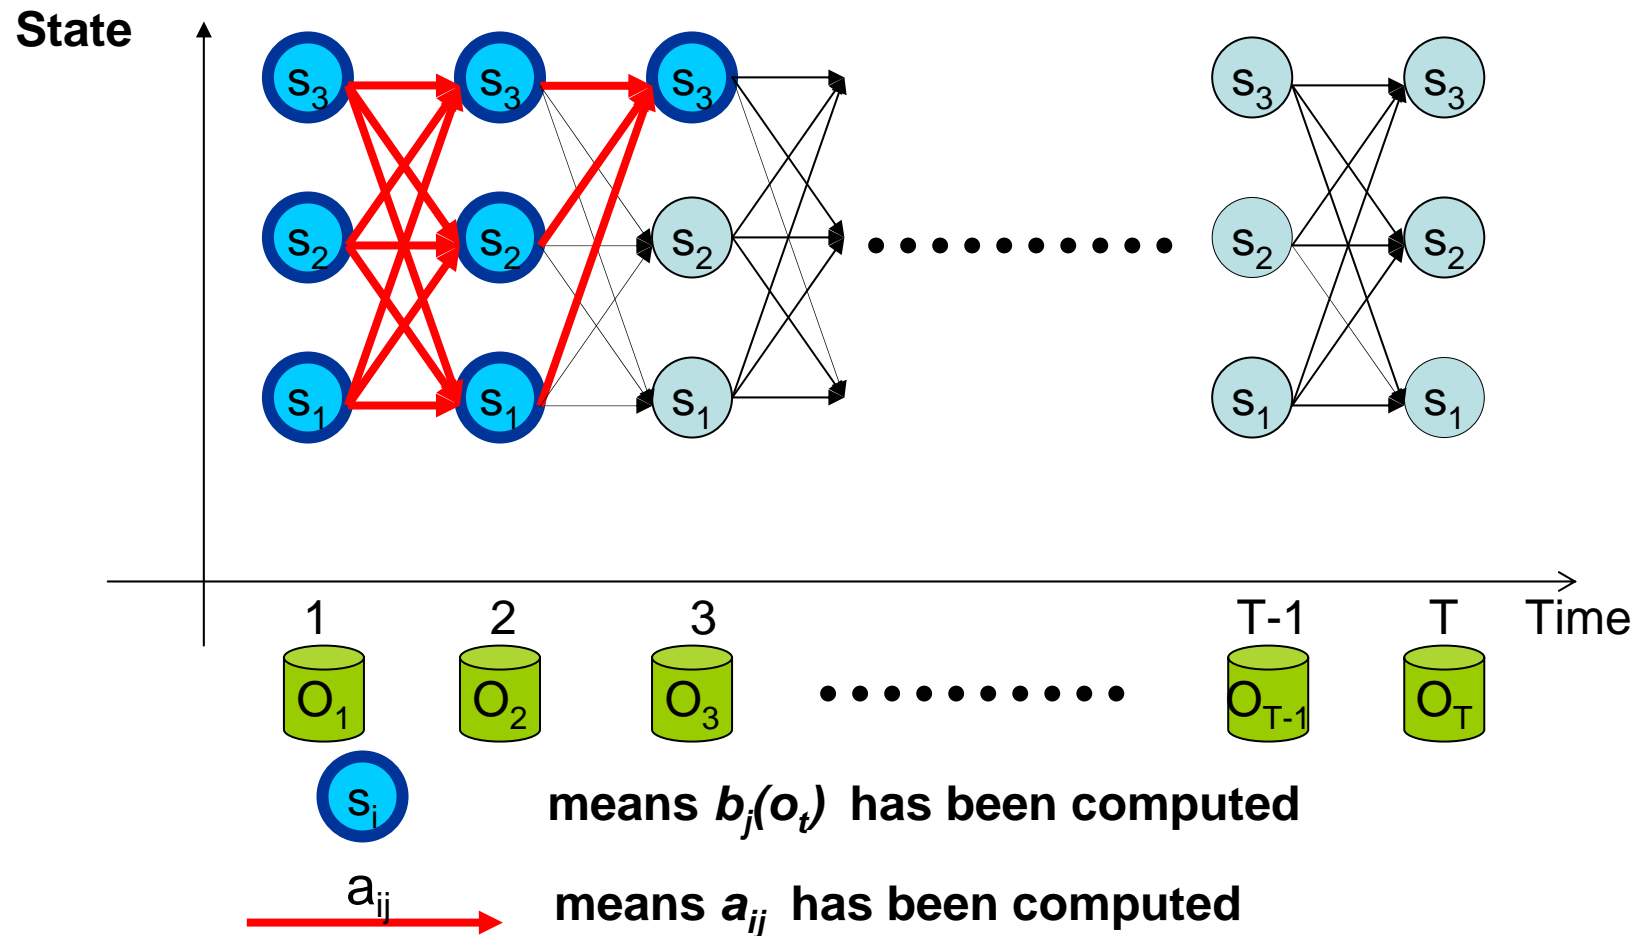 State
s3 s3 s3 s3 s3
s2 s2 s2 s2 s2
s1 s1 s1 s1 s1
1 2 3 T-1 T Time
O1 O2 O3 OT-1 OT
si means bj(ot) has been computed
aij
means aij has been computed